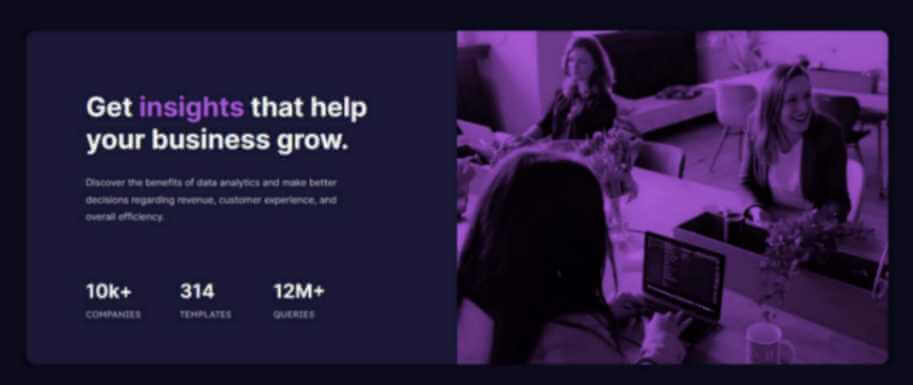 Get insights that help
your business grow.
Discover the benefits of data analytics and make better
decisions regarding revenue, customer experience, and
overall efficiency.
10k+ 314 12M+
COMPANIES TEMPLATES QUERIES